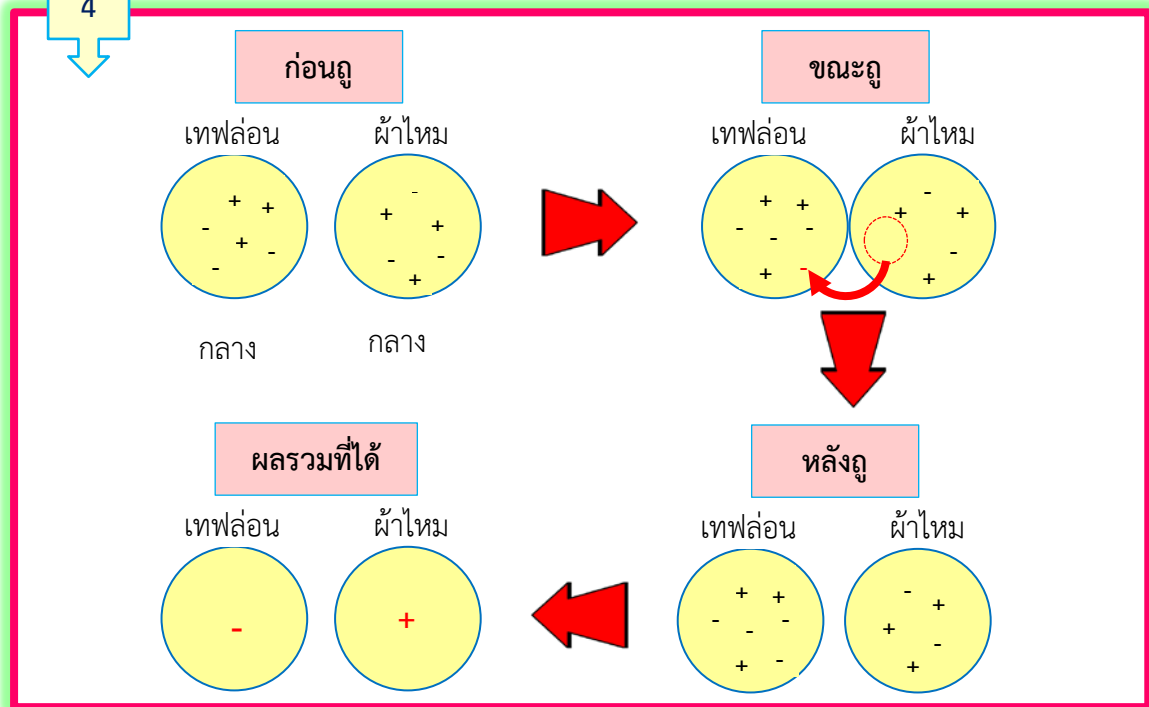 4
ก่อนถู
เทฟล่อน ผ้าไหม
+ +
- + -
-
-
+ +
- -
+
กลาง กลาง
ขณะถู
เทฟล่อน ผ้าไหม
+ +
- - -
+ -
-
+ +
-
+
หลังถู
เทฟล่อน ผ้าไหม
+ +
- - -
+ -
-
+
+ -
+
ผลรวมที่ได้
เทฟล่อน ผ้าไหม
- +